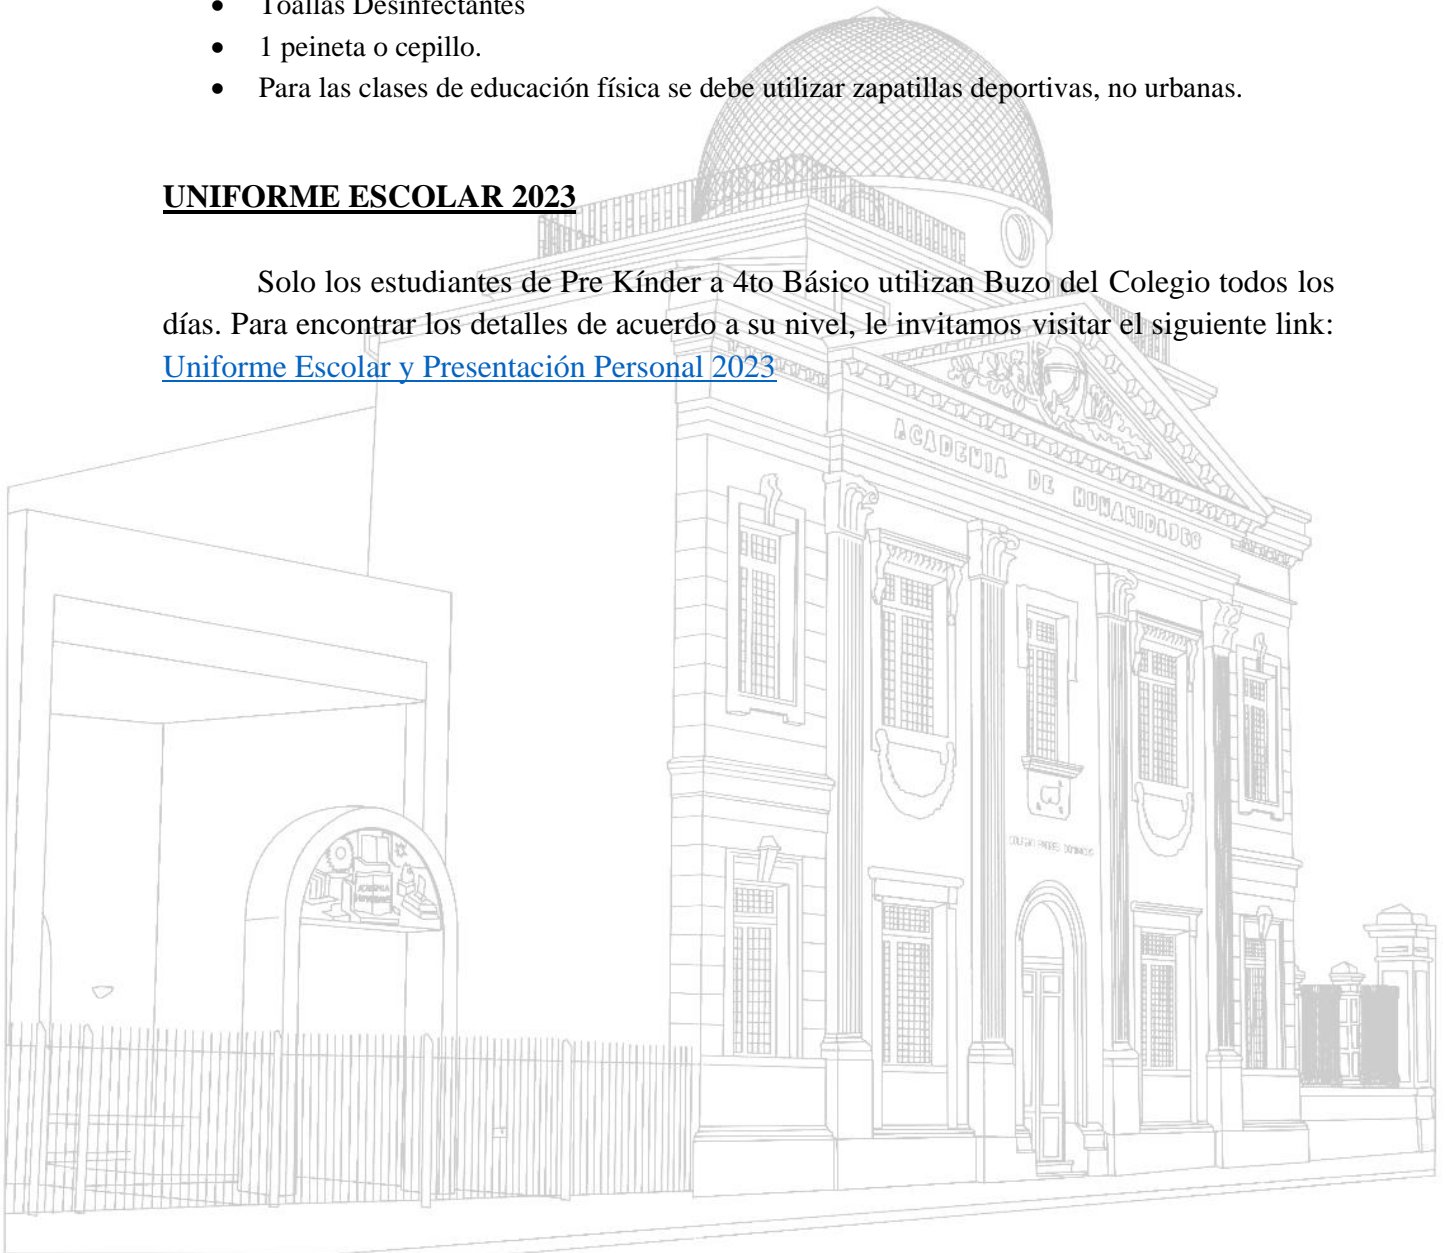 • Toallas Desinfectantes
• 1 peineta o cepillo.
• Para las clases de educación física se debe utilizar zapatillas deportivas, no urbanas.
UNIFORME ESCOLAR 2023
Solo los estudiantes de Pre Kínder a 4to Básico utilizan Buzo del Colegio todos los
días. Para encontrar los detalles de acuerdo a su nivel, le invitamos visitar el siguiente link:
Uniforme Escolar y Presentación Personal 2023
ACADEMIA DE HUMANIDADES
COLEGIO PADRES DOMINICOS